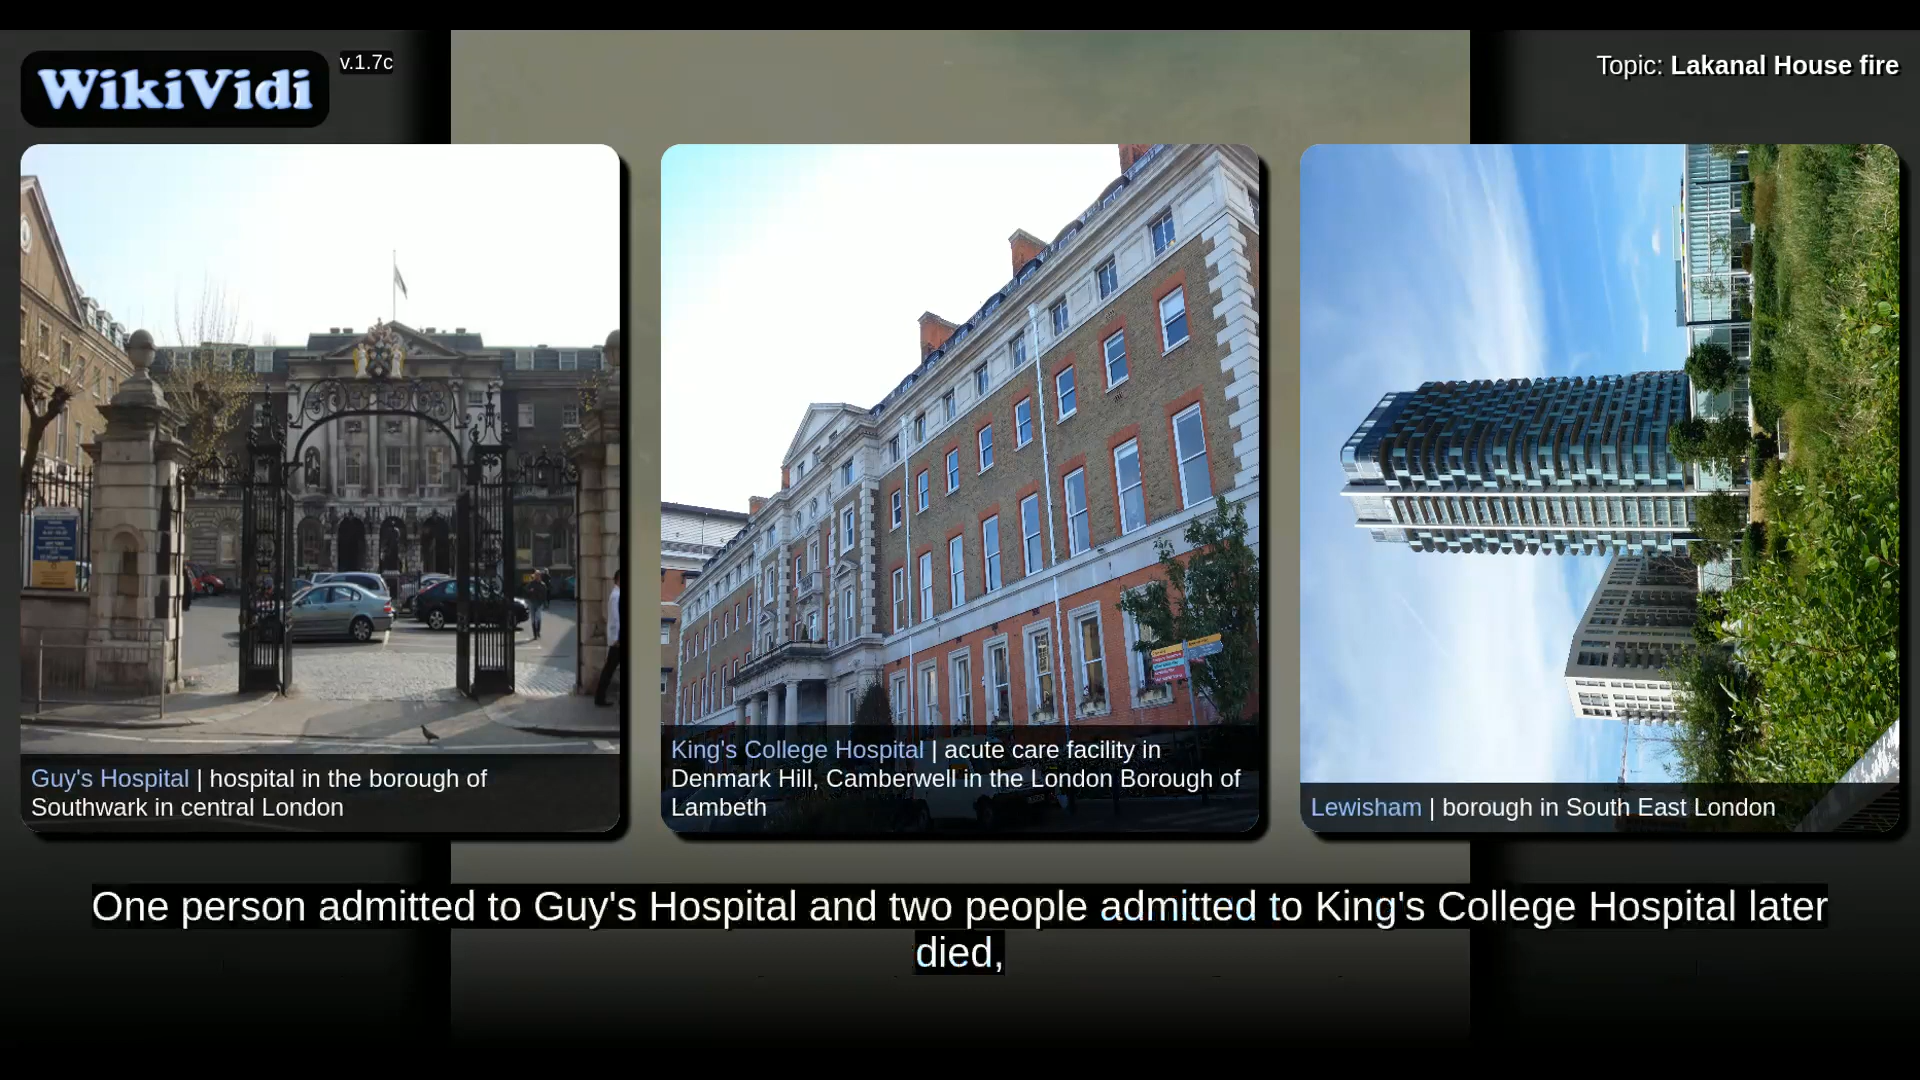 WikiVidi
v.1.7c
Topic: Lakanal House fire
Guy's Hospital | hospital in the borough of
Southwark in central London
King's College Hospital | acute care facility in
Denmark Hill, Camberwell in the London Borough of
Lambeth
Lewisham | borough in South East London
One person admitted to Guy's Hospital and two people admitted to King's College Hospital later
died,